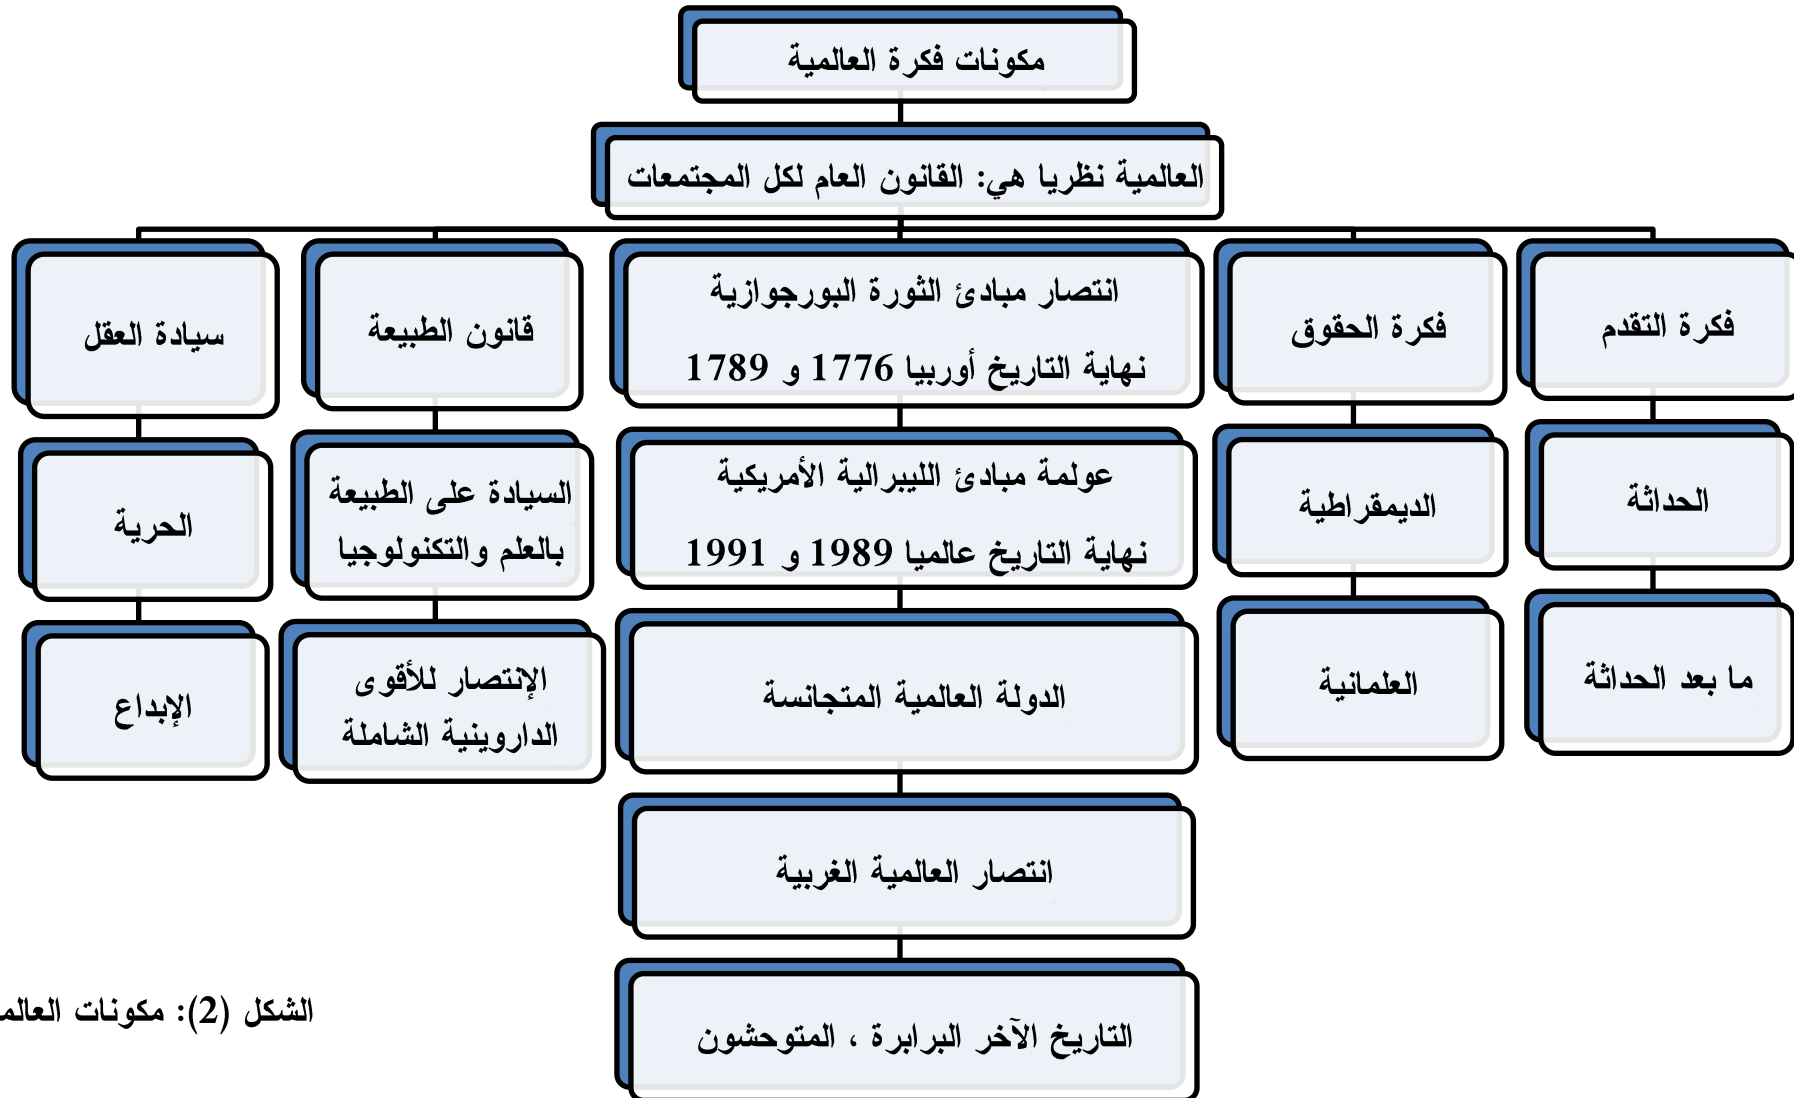 مكونات فكرة العالمية
العالمية نظريا هي: القانون العام لكل المجتمعات
فكرة التقدم
فكرة الحقوق
انتصار مبادئ الثورة البورجوازية
نهاية التاريخ أوربيا 1776 و 1789
قانون الطبيعة
سيادة العقل
الحداثة
الديمقراطية
عولمة مبادئ الليبرالية الأمريكية
نهاية التاريخ عالميا 1989 و 1991
السيادة على الطبيعة
بالعلم والتكنولوجيا
الحرية
ما بعد الحداثة
العلمانية
الدولة العالمية المتجانسة
الإنتصار للأقوى
الداروينية الشاملة
الإبداع
انتصار العالمية الغربية
التاريخ الآخر البرابرة ، المتوحشون
الشكل (2): مكونات